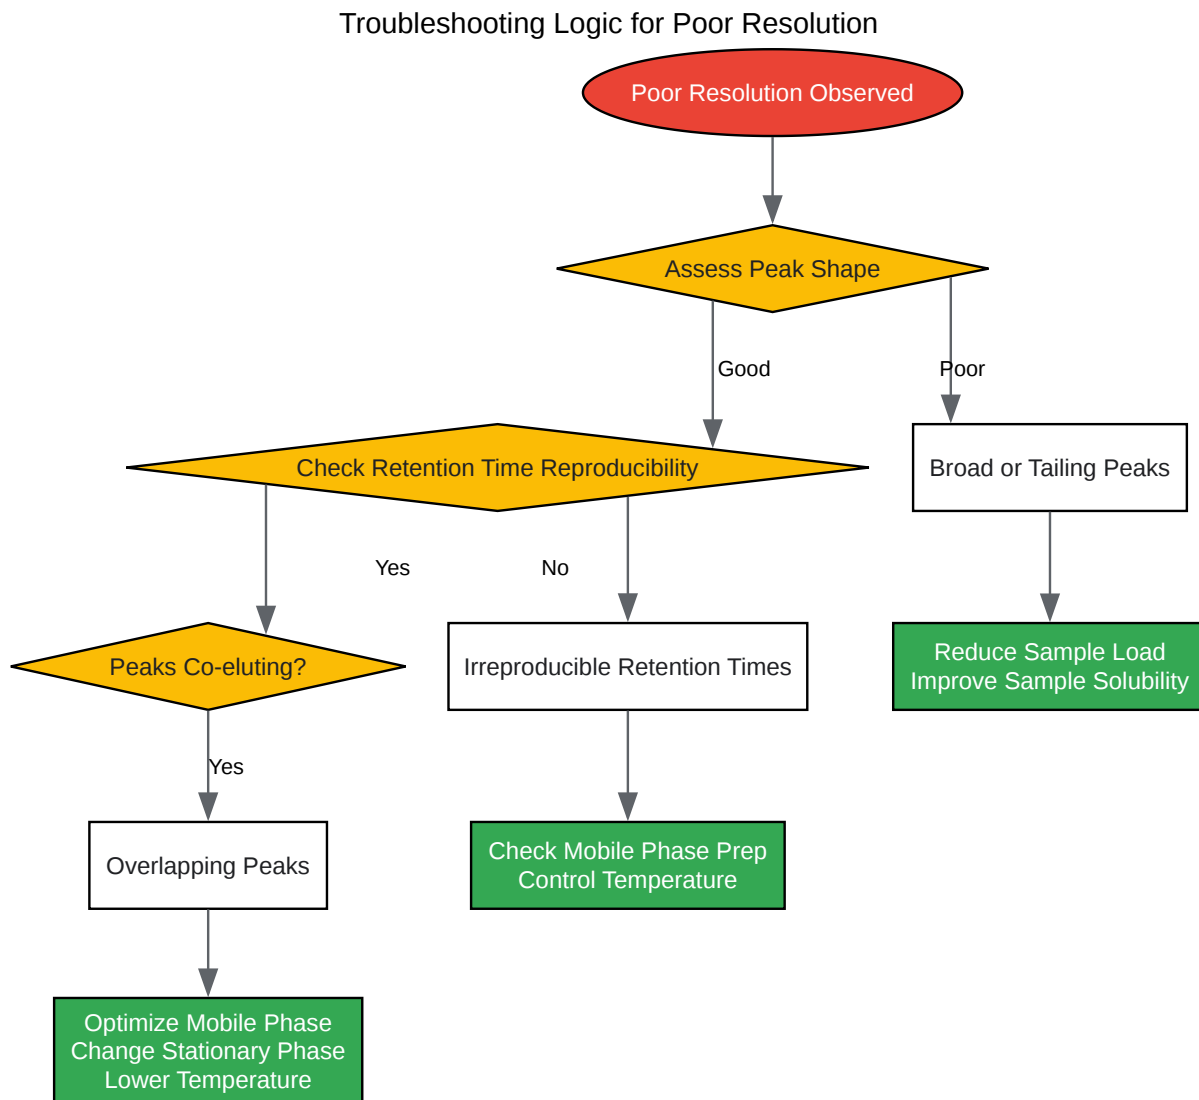 Troubleshooting Logic for Poor Resolution
Poor Resolution Observed
Assess Peak Shape
Good
Poor
Check Retention Time Reproducibility
Broad or Tailing Peaks
Yes
No
Peaks Co-eluting?
Irreproducible Retention Times
Reduce Sample Load
Improve Sample Solubility
Yes
Overlapping Peaks
Check Mobile Phase Prep
Control Temperature
Optimize Mobile Phase
Change Stationary Phase
Lower Temperature